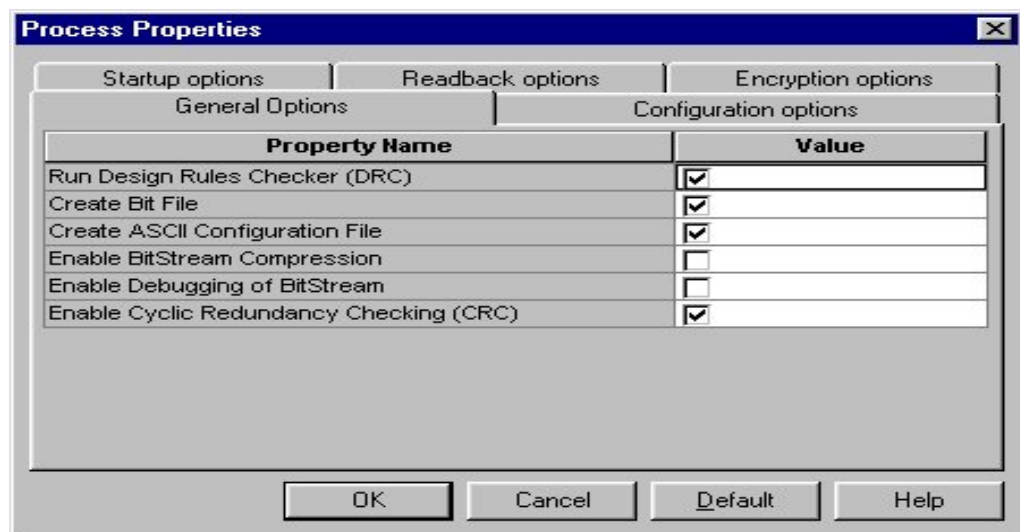 Process Properties
Startup options Readback options Encryption options
General Options Configuration options
Property Name Value
Run Design Rules Checker (DRC)
Create Bit File
Create ASCII Configuration File
Enable BitStream Compression
Enable Debugging of BitStream
Enable Cyclic Redundancy Checking (CRC)
OK Cancel Default Help